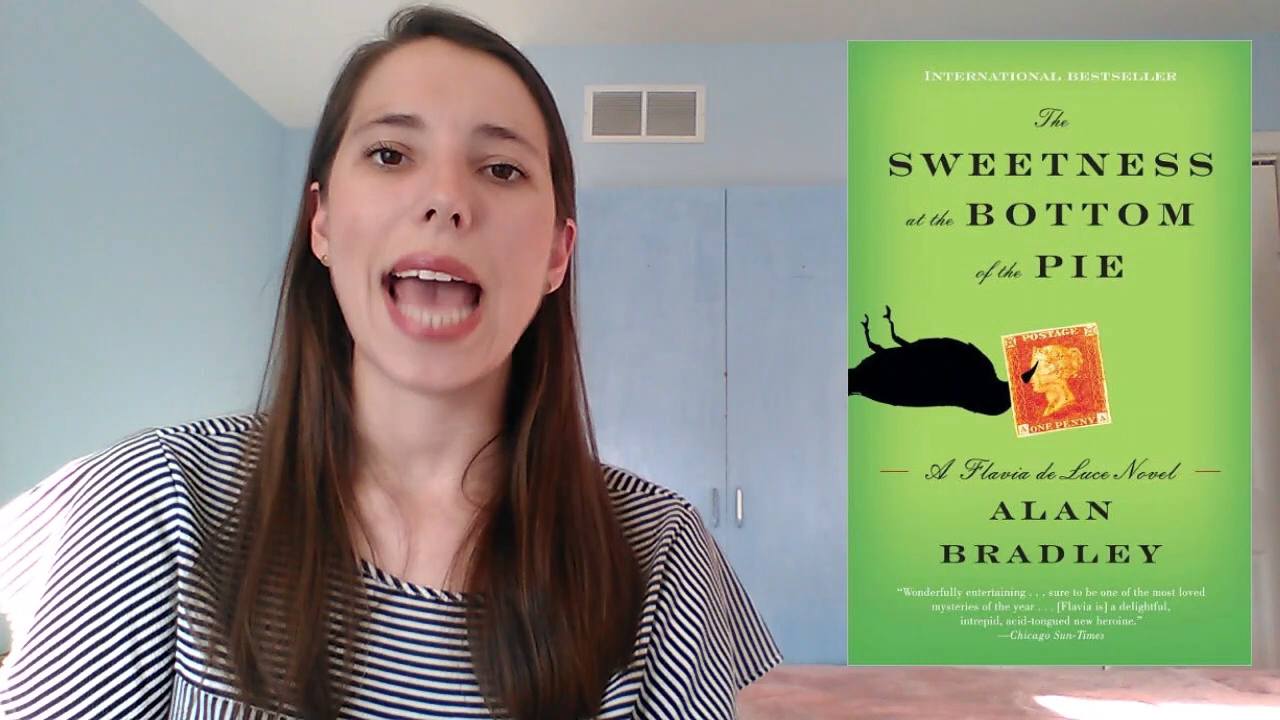 INTERNATIONAL BESTSELLER
The
SWEETNESS
at the BOTTOM
of the PIE
POSTAGE
A ONE PENNY A
A Flavia de Luce Novel
ALAN
BRADLEY
“Wonderfully entertaining . . . sure to be one of the most loved
mysteries of the year . . . [Flavia is] a delightful,
intrepid, acid-tongued new heroine.”
—Chicago Sun-Times